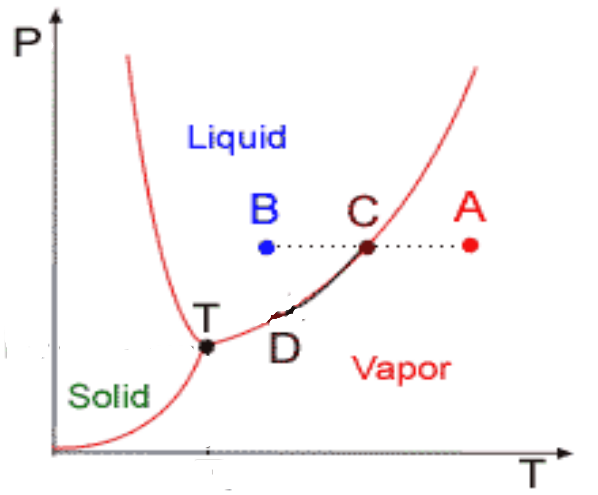 P
Liquid
B C A
T
D
Vapor
Solid
T